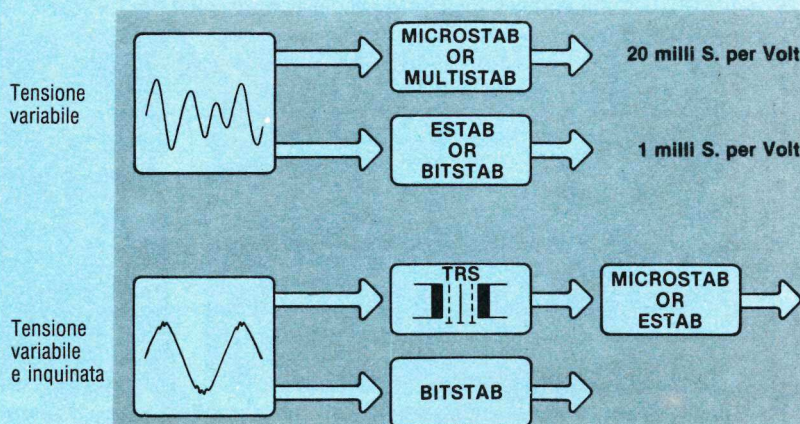 Tensione
variabile
MICROSTAB
OR
MULTISTAB
20 milli S. per Volt
ESTAB
OR
BITSTAB
1 milli S. per Volt
Tensione
variabile
e inquinata
TRS
MICROSTAB
OR
ESTAB
BITSTAB